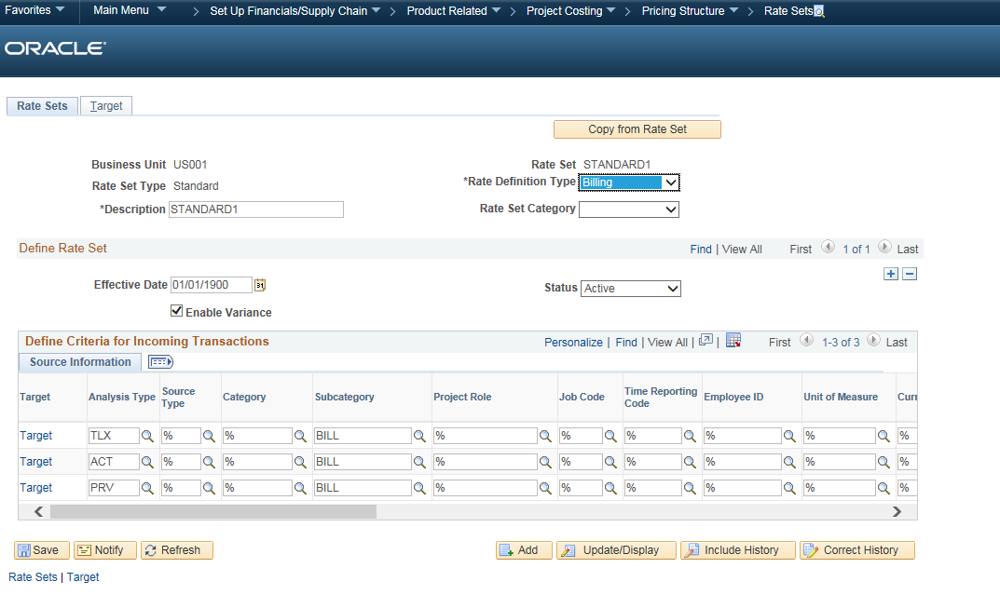 Favorites Main Menu > Set Up Financials/Supply Chain > Product Related > Project Costing > Pricing Structure > Rate Sets
ORACLE
Rate Sets Target
Copy from Rate Set
Business Unit US001 Rate Set STANDARD1
Rate Set Type Standard *Rate Definition Type Billing
*Description STANDARD1 Rate Set Category
Define Rate Set Find | View All First 1 of 1 Last
Effective Date 01/01/1900 31 Status Active
Enable Variance
Define Criteria for Incoming Transactions Personalize | Find | View All | | First 1-3 of 3 Last
Source Information
Target Analysis Type Source Type Category Subcategory Project Role Job Code Time Reporting Code Employee ID Unit of Measure Curr
Target TLX % % BILL % % % % % %
Target ACT % % BILL % % % % % %
Target PRV % % BILL % % % % % %
Save Notify Refresh Add Update/Display Include History Correct History
Rate Sets | Target